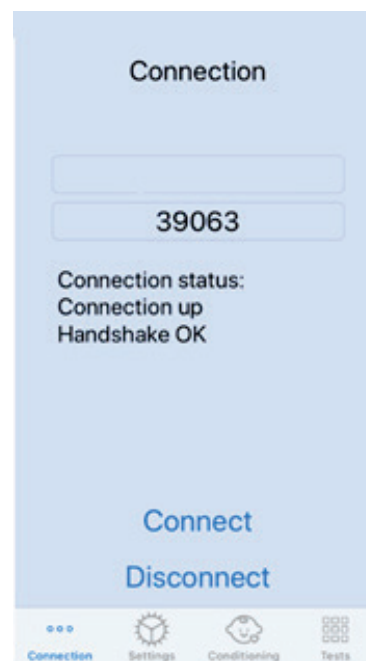 Connection
39063
Connection status:
Connection up
Handshake OK
Connect
Disconnect
Connection Settings Conditioning Tests